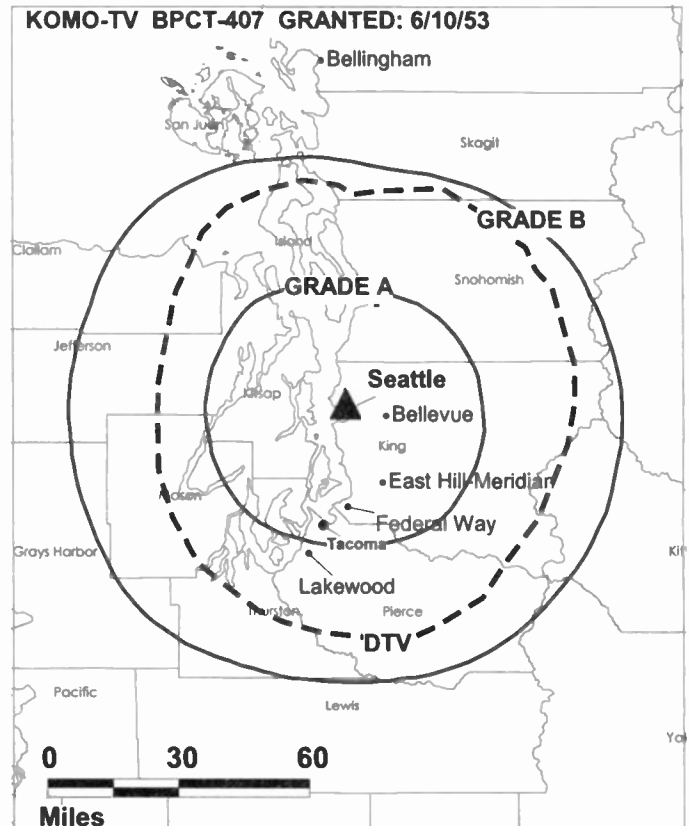 KOMO-TV BPCT-407 GRANTED: 6/10/53
Bellingham
San Juan
Skagit
GRADE B
Island
Clallam
Snohomish
GRADE A
Jefferson
Seattle
Kitsap
Bellevue
King
East Hill-Meridian
Mason
Federal Way
Tacoma
Grays Harbor
Kit
Lakewood
Thurston
Pierce
DTV
Pacific
Lewis
Yak
0 30 60
Miles